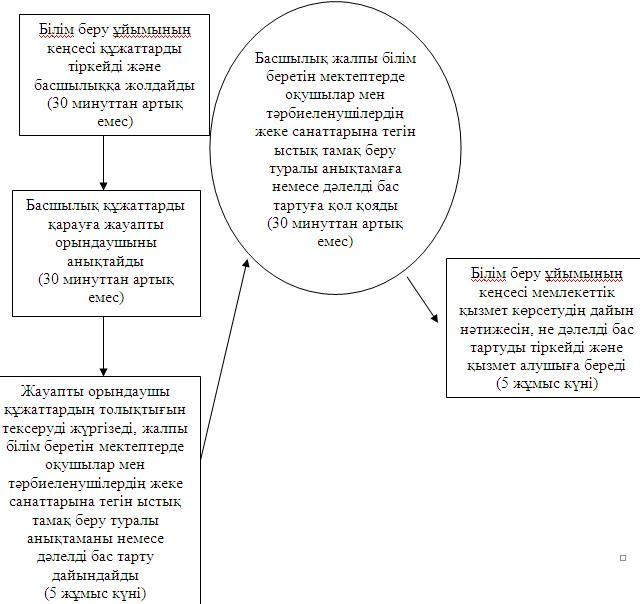 Білім беру ұйымының
кеңсесі құжаттарды
тіркейді және
басшылыққа жолдайды
(30 минуттан артық
емес)
Басшылық құжаттарды
қарауға жауапты
орындаушыны
анықтайды
(30 минуттан артық
емес)
Жауапты орындаушы
құжаттардың толықтығын
тексеруді жүргізеді, жалпы
білім беретін мектептерде
оқушылар мен
тәрбиеленушілердің жеке
санаттарына тегін ыстық
тамақ беру туралы
анықтаманы немесе
дәлелді бас тарту
дайындайды
(5 жұмыс күні)
Басшылық жалпы білім
беретін мектептерде
оқушылар мен
тәрбиеленушілердің
жеке санаттарына тегін
ыстық тамақ беру
туралы анықтамаға
немесе дәлелді бас
тартуға қол қояды
(30 минуттан артық
емес)
Білім беру ұйымының
кеңсесі мемлекеттік
қызмет көрсетудің дайын
нәтижесін, не дәлелді бас
тартуды тіркейді және
қызмет алушыға береді
(5 жұмыс күні)